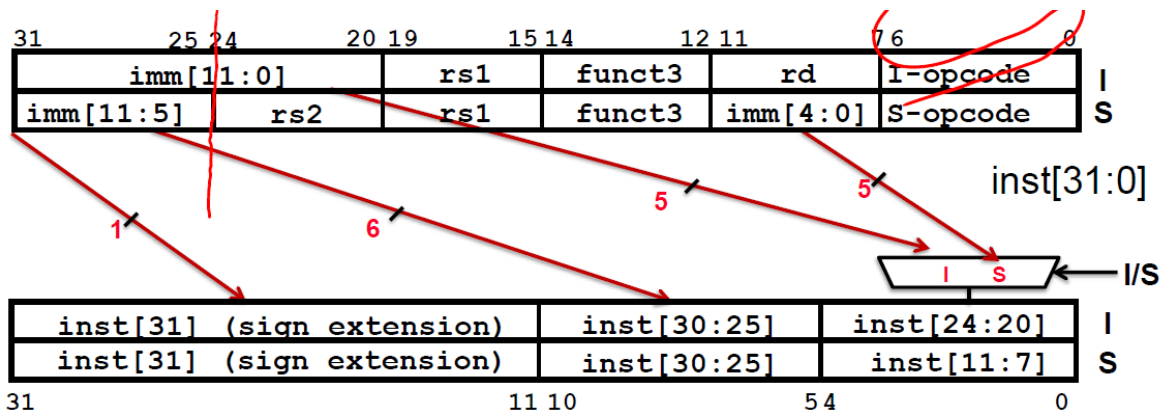 31 25 24 20 19 15 14 12 11 7 6 0
imm[11:0] rs1 funct3 rd I-opcode I
imm[11:5] rs2 rs1 funct3 imm[4:0] S-opcode S
inst[31:0]
1 6 5 5
I S I/S
inst[31] (sign extension) inst[30:25] inst[24:20] I
inst[31] (sign extension) inst[30:25] inst[11:7] S
31 11 10 5 4 0